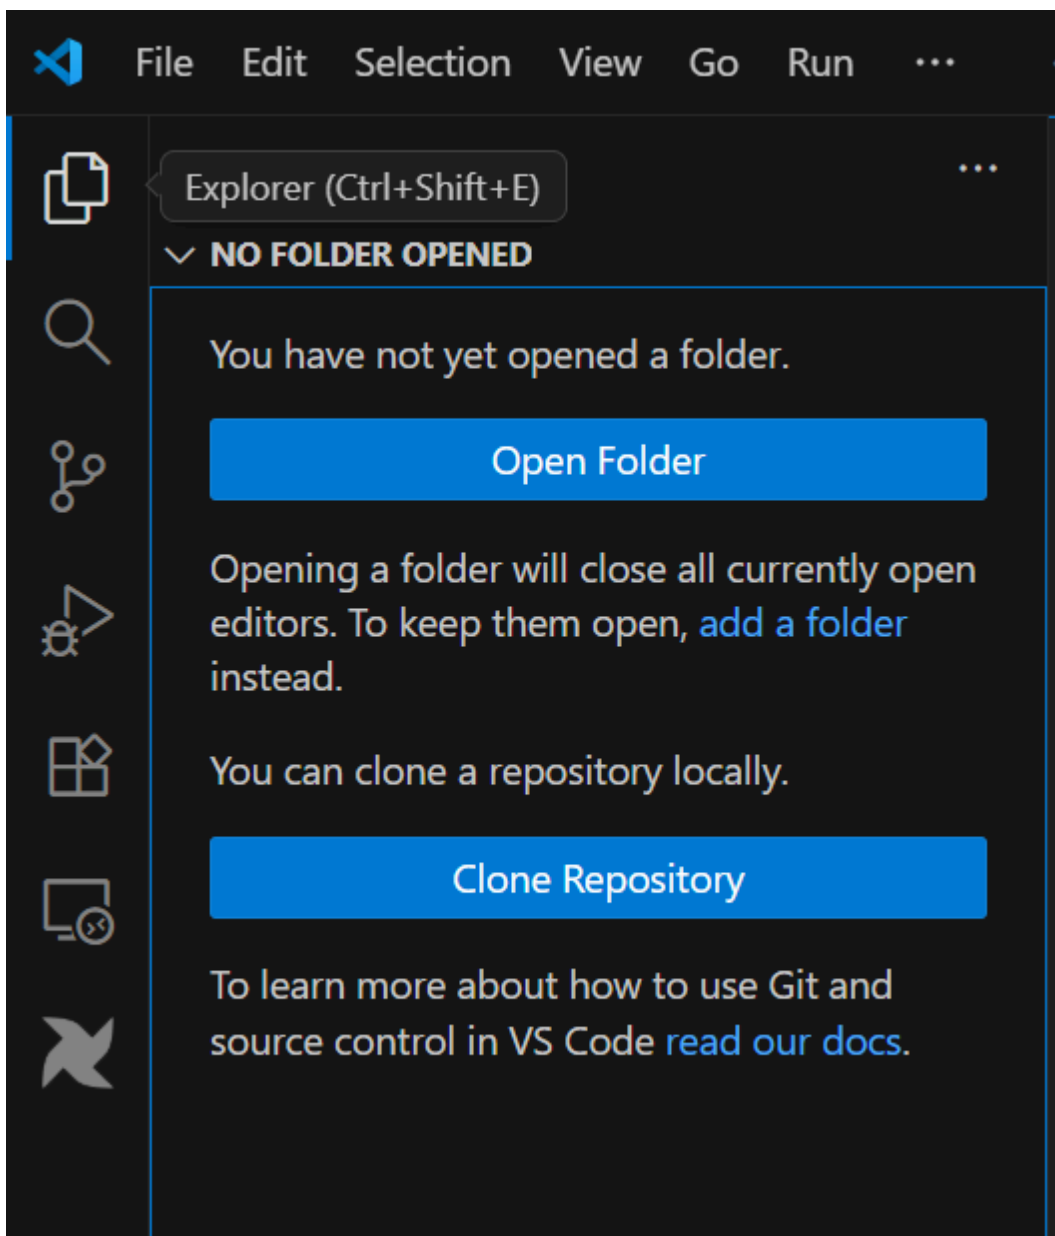 File Edit Selection View Go Run ···
Explorer (Ctrl+Shift+E) ···
NO FOLDER OPENED
You have not yet opened a folder.
Open Folder
Opening a folder will close all currently open
editors. To keep them open, add a folder
instead.
You can clone a repository locally.
Clone Repository
To learn more about how to use Git and
source control in VS Code read our docs.